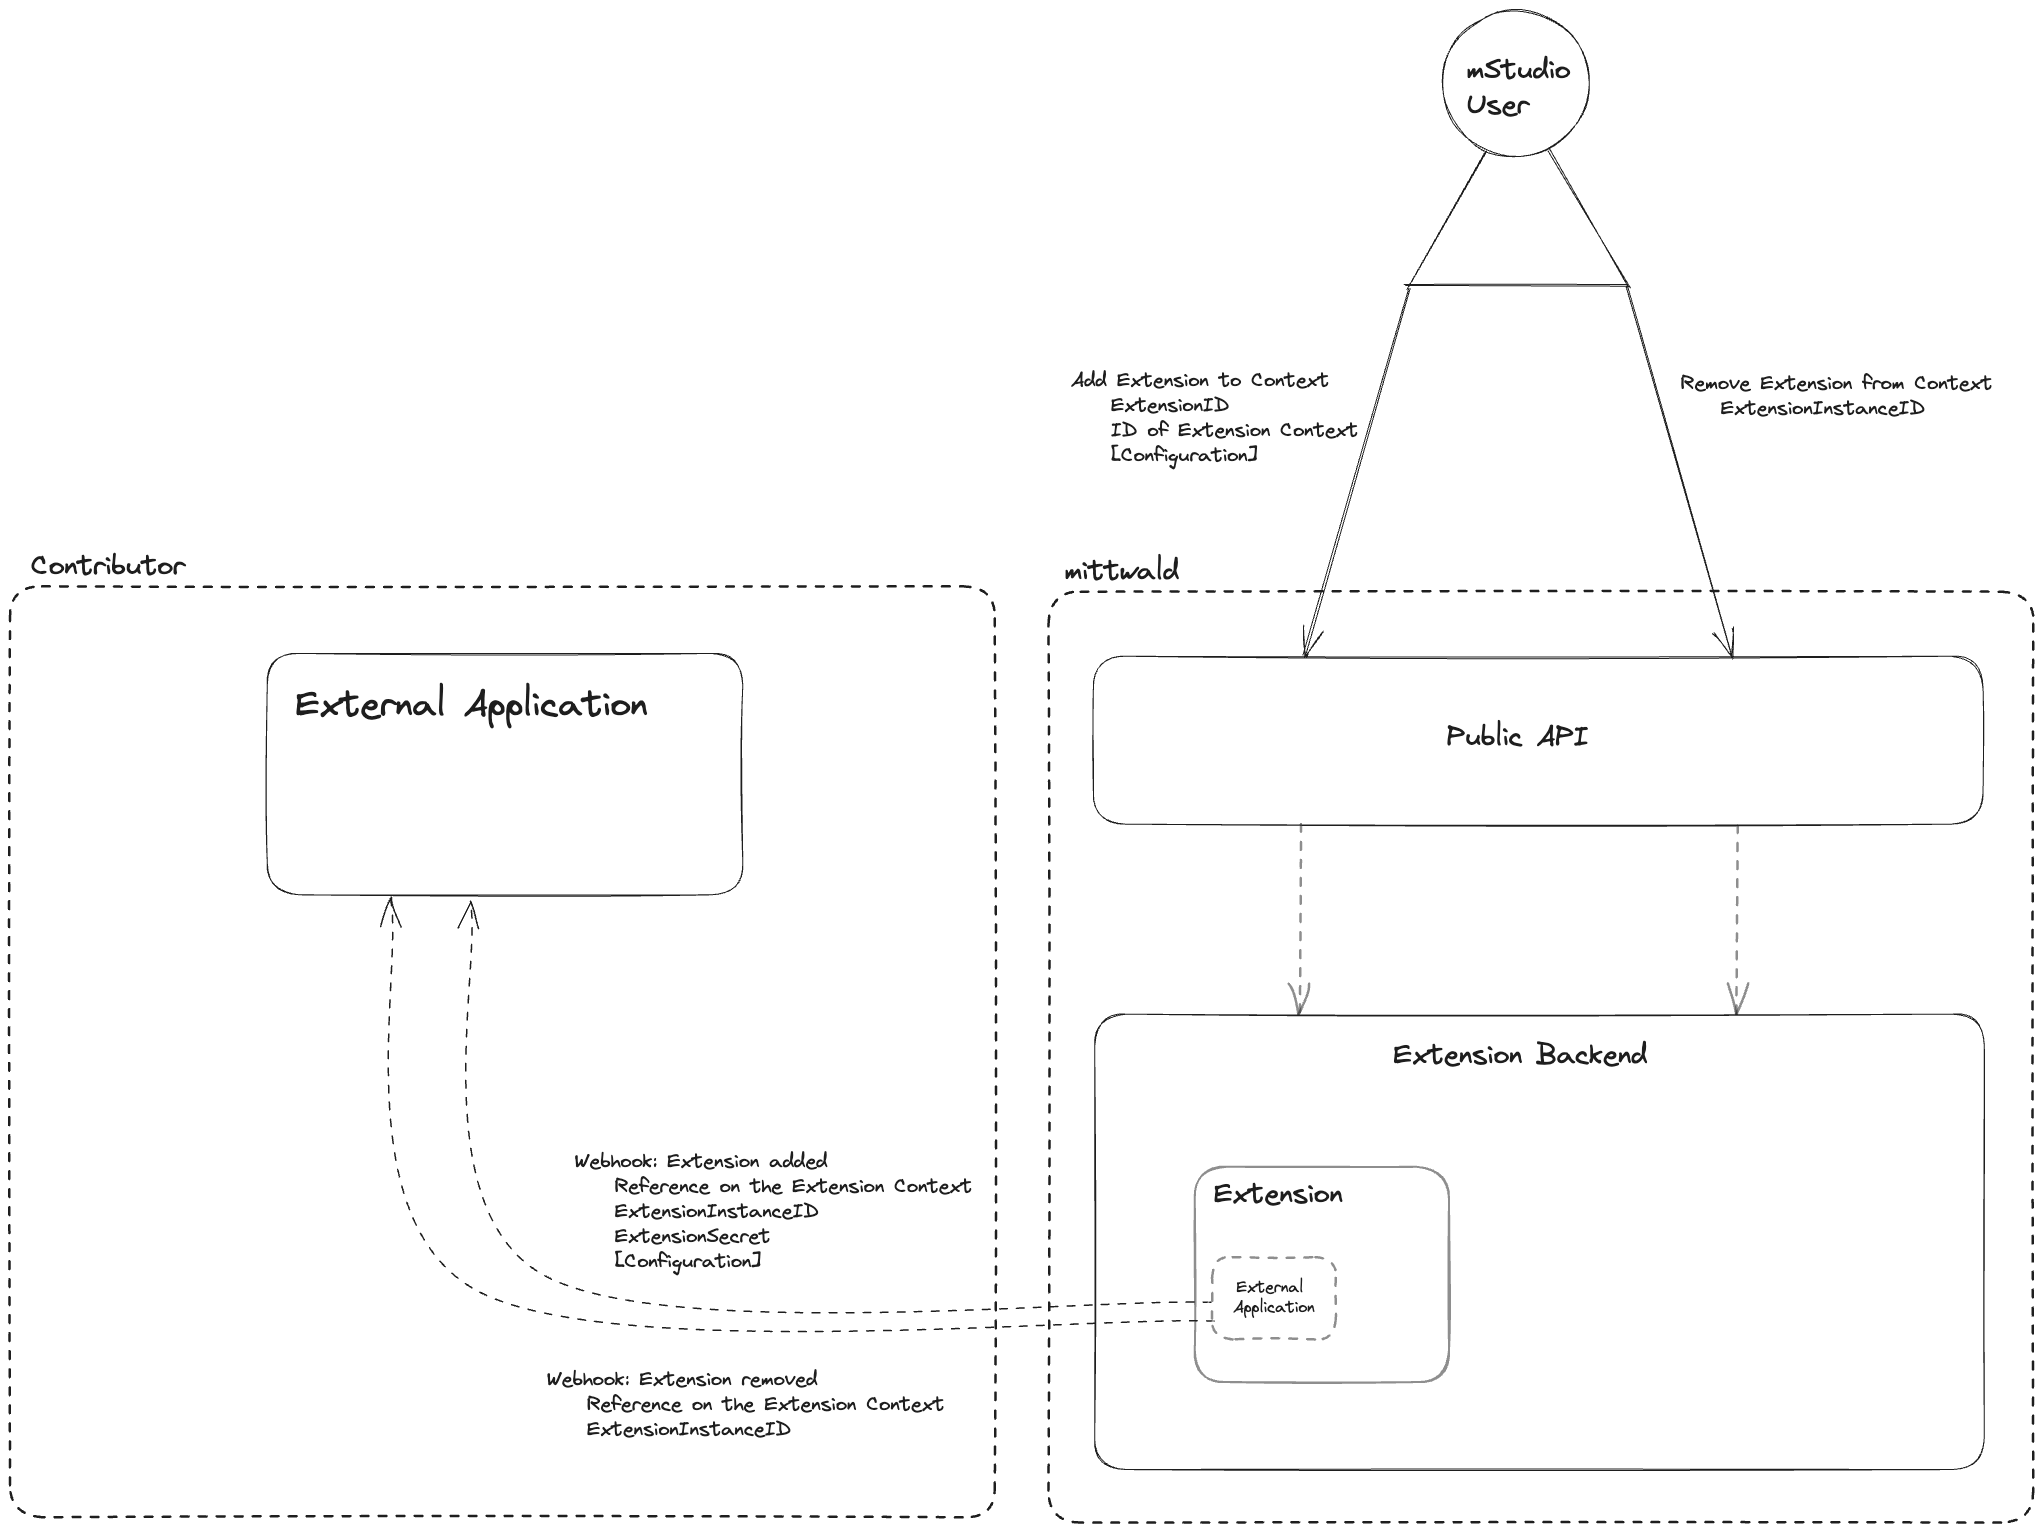 mStudio
User
Add Extension to Context
ExtensionID
ID of Extension Context
[Configuration]
Remove Extension from Context
ExtensionInstanceID
Contributor
mittwald
External Application
Public API
Extension Backend
Webhook: Extension added
Reference on the Extension Context
ExtensionInstanceID
ExtensionSecret
[Configuration]
Extension
External
Application
Webhook: Extension removed
Reference on the Extension Context
ExtensionInstanceID